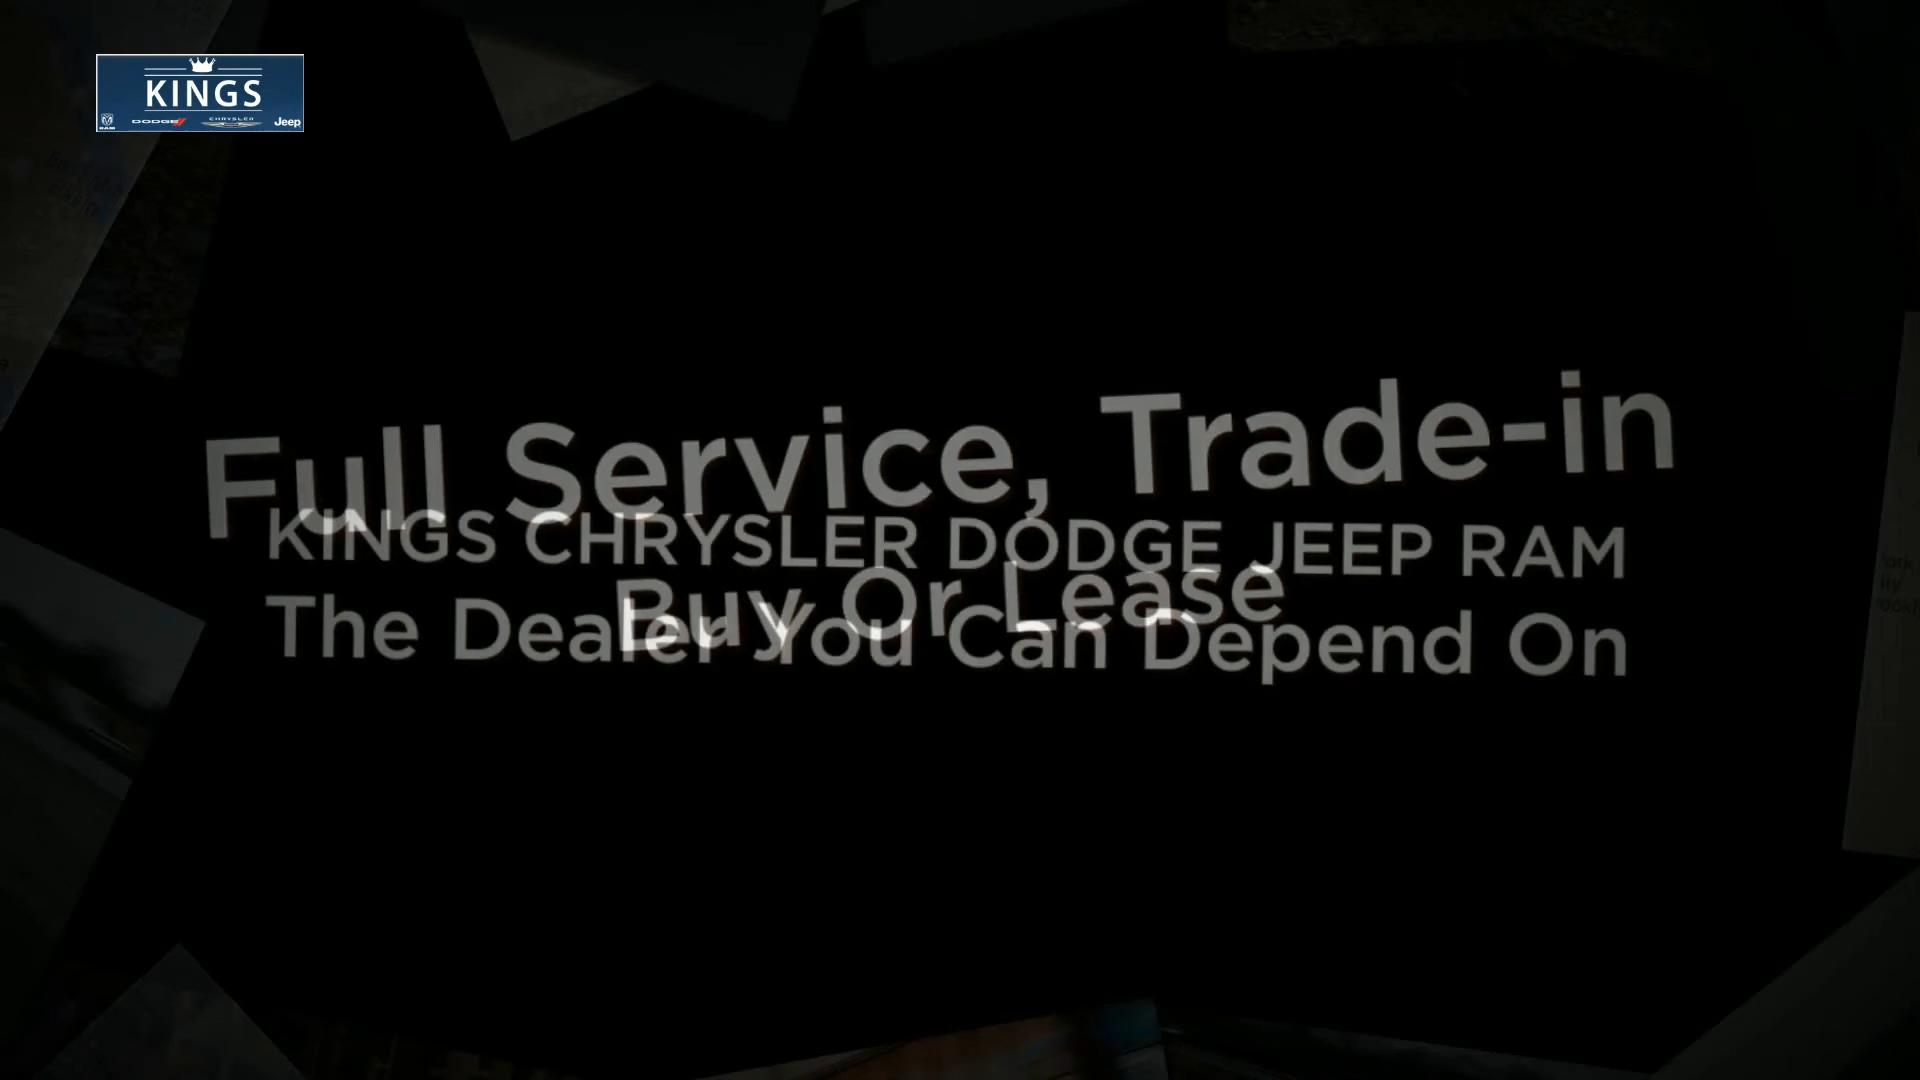 KINGS
RAM
DODGE
CHRYSLER
Jeep
Full Service, Trade-in
Buy Or Lease
KINGS CHRYSLER DODGE JEEP RAM
The Dealer You Can Depend On